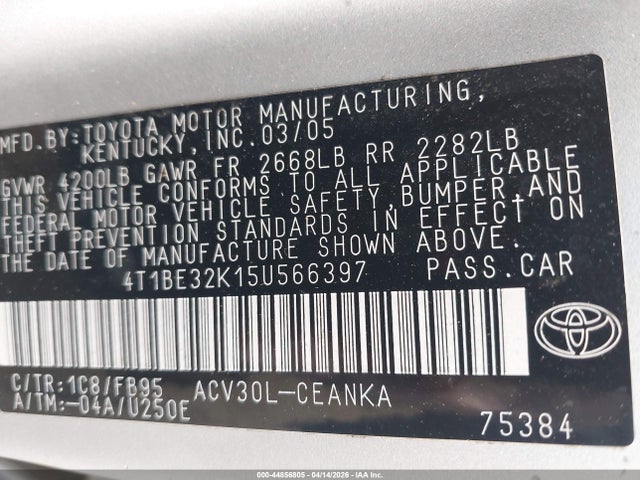 MFD.BY:TOYOTA MOTOR MANUFACTURING,
KENTUCKY,INC.03/05
GVWR 4200LB GAWR FR 2668LB RR 2282LB
THIS VEHICLE CONFORMS TO ALL APPLICABLE
FEDERAL MOTOR VEHICLE SAFETY,BUMPER,AND
THEFT PREVENTION STANDARDS IN EFFECT ON
THE DATE OF MANUFACTURE SHOWN ABOVE.
4T1BE32K15U566397 PASS.CAR
C/TR:1C8/FB95 ACV30L-CEANKA
A/TM:-04A/U250E
75384
000-44856805 - 04/14/2026 - IAA Inc.